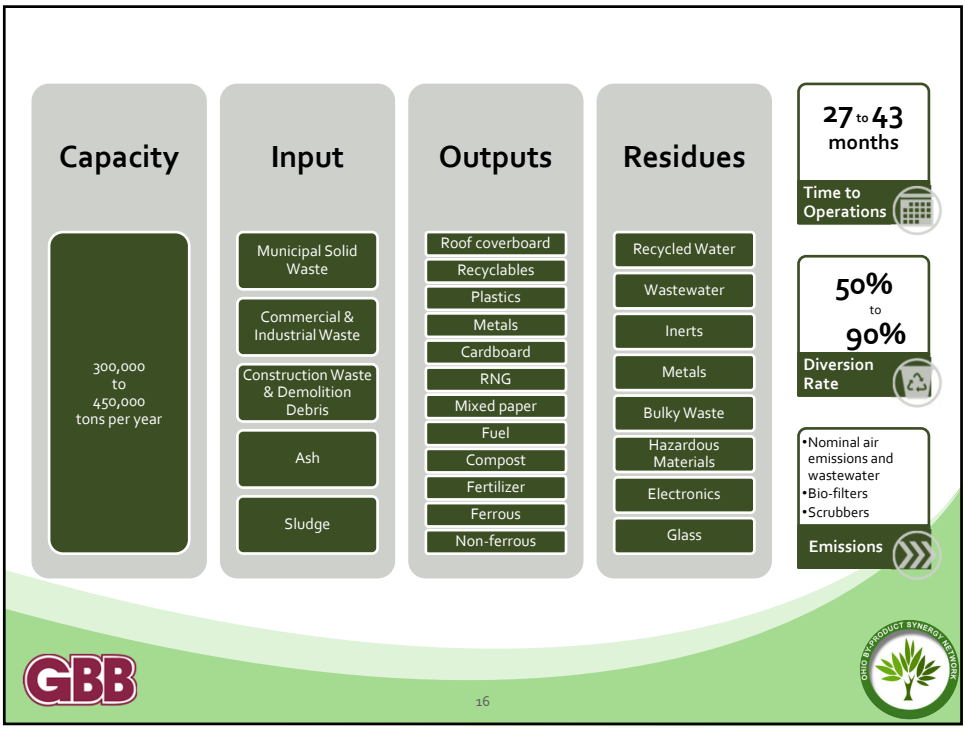 Capacity
300,000
to
450,000
tons per year
Input
Municipal Solid
Waste
Commercial &
Industrial Waste
Construction Waste
& Demolition
Debris
Ash
Sludge
Outputs
Roof coverboard
Recyclables
Plastics
Metals
Cardboard
RNG
Mixed paper
Fuel
Compost
Fertilizer
Ferrous
Non-ferrous
Residues
Recycled Water
Wastewater
Inerts
Metals
Bulky Waste
Hazardous
Materials
Electronics
Glass
27 to 43
months
Time to
Operations
50%
to
90%
Diversion
Rate
•Nominal air
emissions and
wastewater
•Bio-filters
•Scrubbers
Emissions
GBB
16
OHIO BY-PRODUCT SYNERGY NETWORK